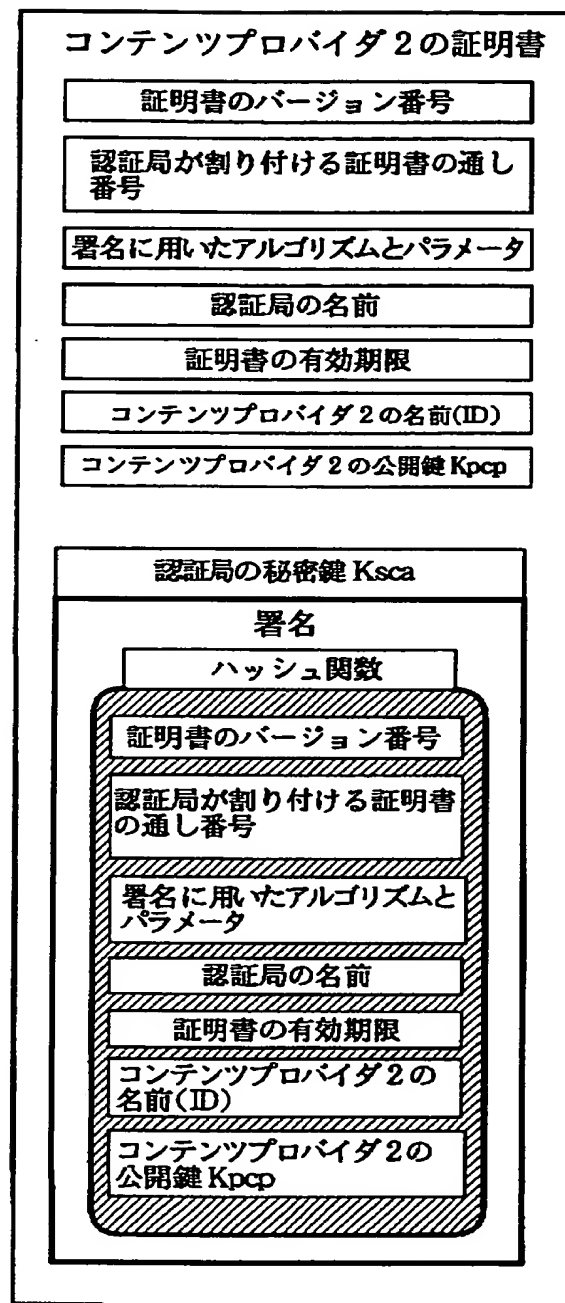 コンテンツプロバイダ2の証明書
証明書のバージョン番号
認証局が割り付ける証明書の通し
番号
署名に用いたアルゴリズムとパラメータ
認証局の名前
証明書の有効期限
コンテンツプロバイダ2の名前(ID)
コンテンツプロバイダ2の公開鍵Kpcp
認証局の秘密鍵 Ksca
署名
ハッシュ関数
証明書のバージョン番号
認証局が割り付ける証明書
の通し番号
署名に用いたアルゴリズムと
パラメータ
認証局の名前
証明書の有効期限
コンテンツプロバイダ2の
名前(ID)
コンテンツプロバイダ2の
公開鍵 Kpcp